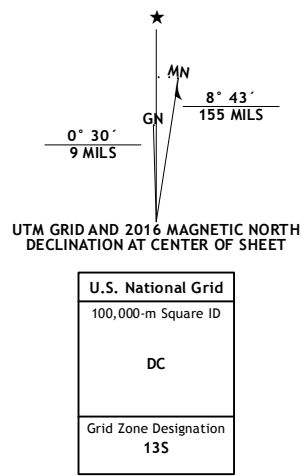 ★
MN
GN
8° 43´
155 MILS
0° 30´
9 MILS
UTM GRID AND 2016 MAGNETIC NORTH
DECLINATION AT CENTER OF SHEET
U.S. National Grid
100,000-m Square ID
DC
Grid Zone Designation
13S